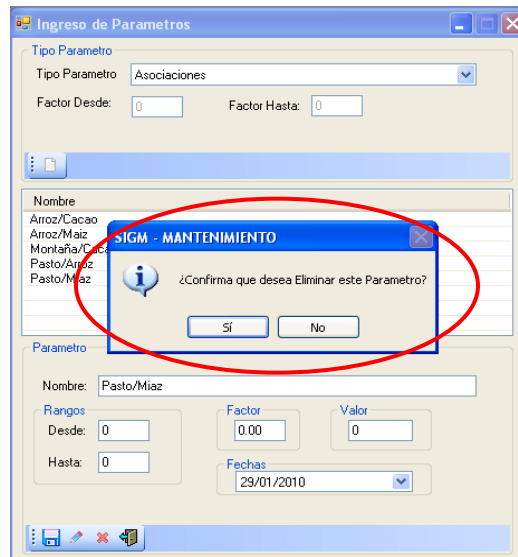 Ingreso de Parametros
Tipo Parametro
Tipo Parametro Asociaciones
Factor Desde: 0 Factor Hasta: 0
Nombre
Arroz/Cacao
Arroz/Maiz
Montaña/Caca
Pasto/Arroz
Pasto/Miaz
SIGM - MANTENIMIENTO
¿Confirma que desea Eliminar este Parametro?
Sí No
Parametro
Nombre: Pasto/Miaz
Rangos Factor Valor
Desde: 0 0.00 0
Hasta: 0
Fechas
29/01/2010